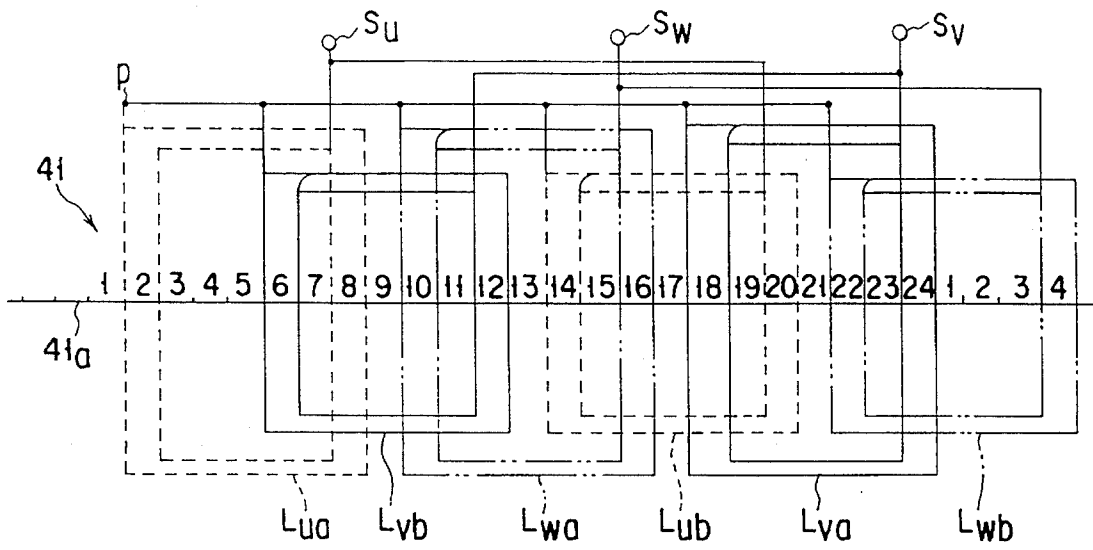 Su Sw Sv
p
41
1 2 3 4 5 6 7 8 9 10 11 12 13 14 15 16 17 18 19 20 21 22 23 24 1 2 3 4
41a
Lua Lvb Lwa Lub Lva Lwb